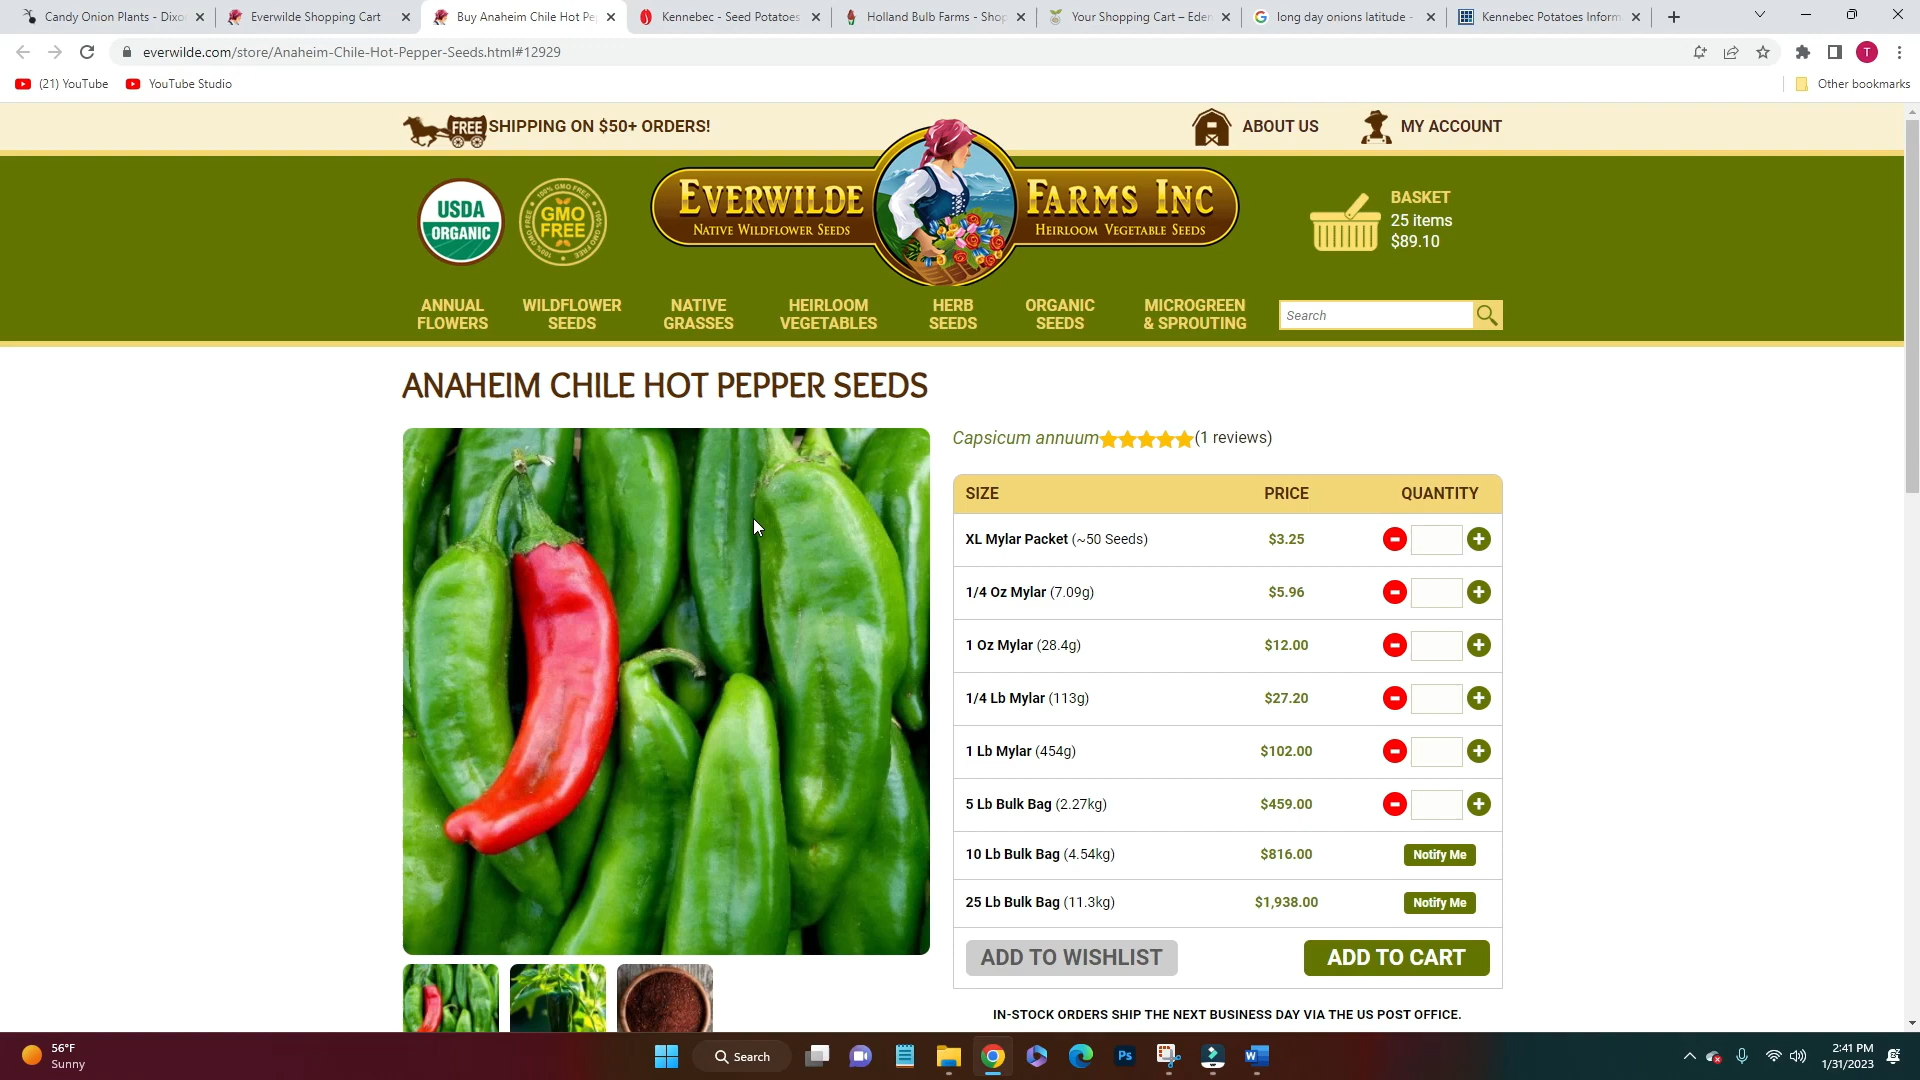 Candy Onion Plants - Dixo
Everwilde Shopping Cart
Buy Anaheim Chile Hot Pe
Kennebec - Seed Potatoes
Holland Bulb Farms - Shop
Your Shopping Cart – Eden
long day onions latitude -
Kennebec Potatoes Inform
everwilde.com/store/Anaheim-Chile-Hot-Pepper-Seeds.html#12929
T
(21) YouTube
YouTube Studio
Other bookmarks
FREE SHIPPING ON $50+ ORDERS!
ABOUT US
MY ACCOUNT
USDA
ORGANIC
100% GMO FREE
GMO
FREE
EVERWILDE FARMS INC
NATIVE WILDFLOWER SEEDS HEIRLOOM VEGETABLE SEEDS
BASKET
25 items
$89.10
ANNUAL
FLOWERS
WILDFLOWER
SEEDS
NATIVE
GRASSES
HEIRLOOM
VEGETABLES
HERB
SEEDS
ORGANIC
SEEDS
MICROGREEN
& SPROUTING
Search
ANAHEIM CHILE HOT PEPPER SEEDS
Capsicum annuum (1 reviews)
SIZE PRICE QUANTITY
XL Mylar Packet (~50 Seeds) $3.25
1/4 Oz Mylar (7.09g) $5.96
1 Oz Mylar (28.4g) $12.00
1/4 Lb Mylar (113g) $27.20
1 Lb Mylar (454g) $102.00
5 Lb Bulk Bag (2.27kg) $459.00
10 Lb Bulk Bag (4.54kg) $816.00 Notify Me
25 Lb Bulk Bag (11.3kg) $1,938.00 Notify Me
ADD TO WISHLIST ADD TO CART
IN-STOCK ORDERS SHIP THE NEXT BUSINESS DAY VIA THE US POST OFFICE.
56°F
Sunny
Search
Ps
2:41 PM
1/31/2023